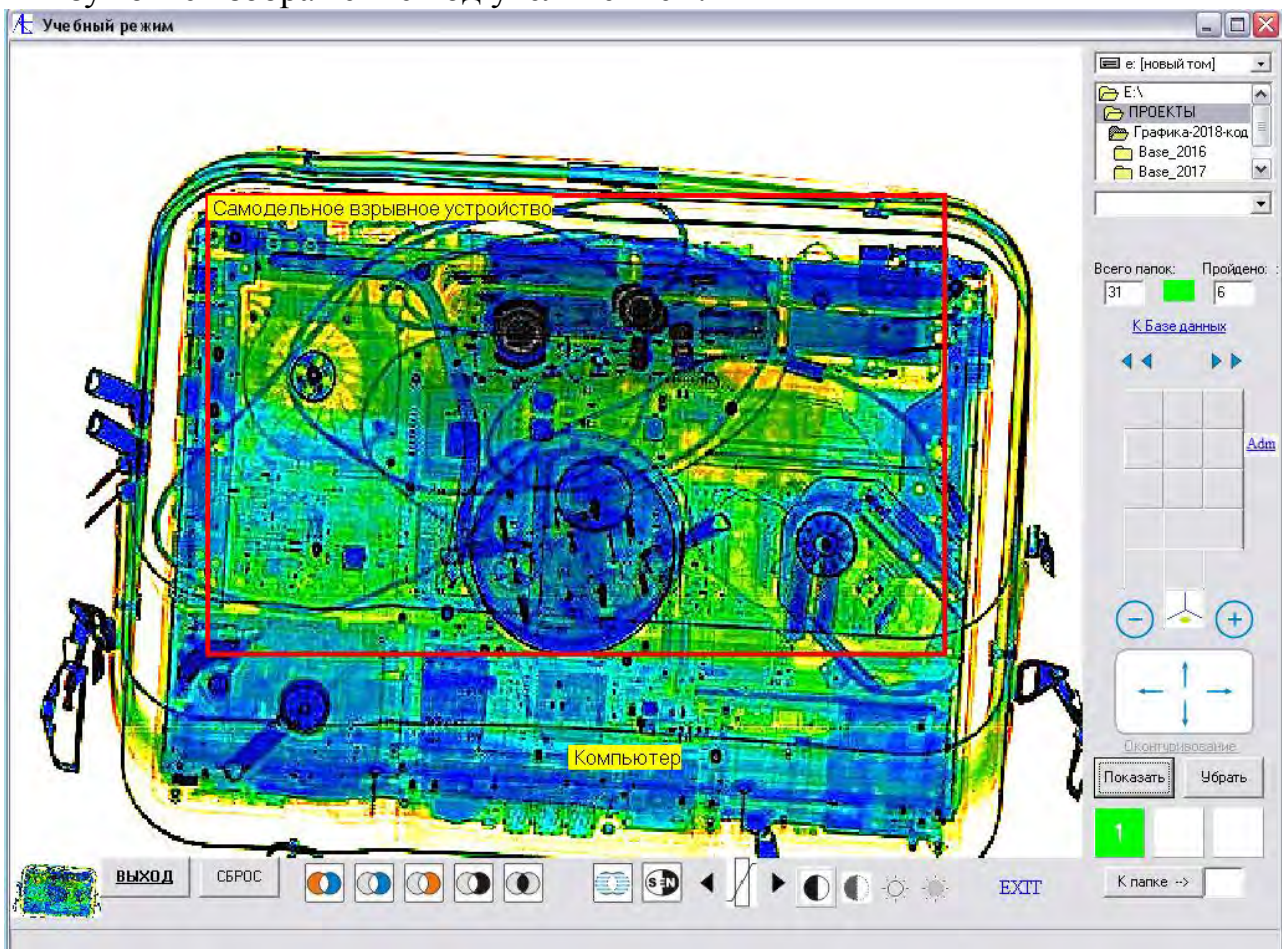 Учебный режим
e: [новый том]
E:\
ПРОЕКТЫ
Графика-2018-код
Base_2016
Base_2017
Самодельное взрывное устройство
Всего папок: Пройдено: :
31 6
К Базе данных
Adm
Оконтуривание
Показать Убрать
Компьютер
1
ВЫХОД СБРОС SEN EXIT К папке -->